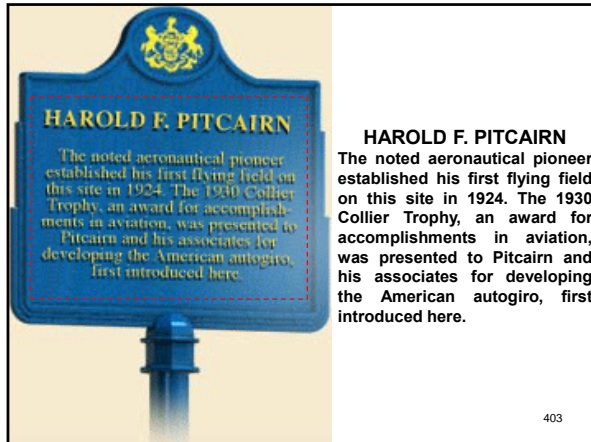 HAROLD F. PITCAIRN
The noted aeronautical pioneer
established his first flying field on
this site in 1924. The 1930 Collier
Trophy, an award for accomplish-
ments in aviation, was presented to
Pitcairn and his associates for
developing the American autogiro,
first introduced here.
HAROLD F. PITCAIRN
The noted aeronautical pioneer
established his first flying field
on this site in 1924. The 1930
Collier Trophy, an award for
accomplishments in aviation,
was presented to Pitcairn and
his associates for developing
the American autogiro, first
introduced here.
403